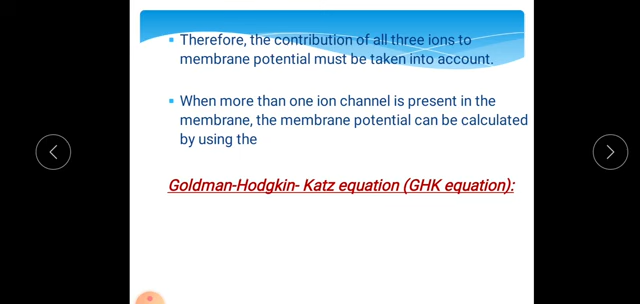 Therefore, the contribution of all three ions to
membrane potential must be taken into account.
When more than one ion channel is present in the
membrane, the membrane potential can be calculated
by using the
Goldman-Hodgkin- Katz equation (GHK equation):